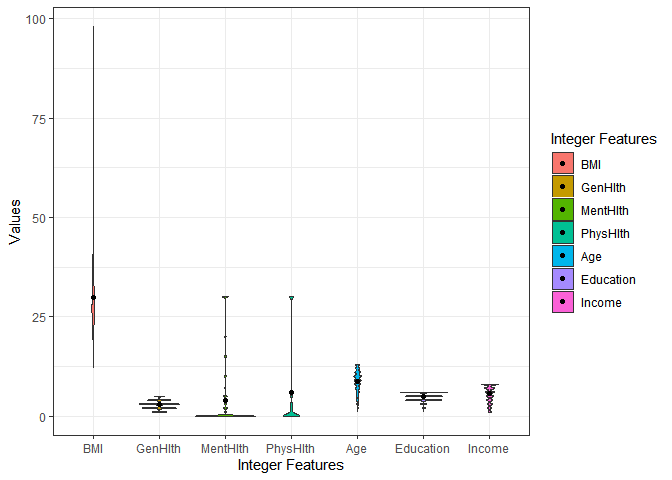 100
75
50
25
0
Values
BMI GenHlth MentHlth PhysHlth Age Education Income
Integer Features
Integer Features
BMI
GenHlth
MentHlth
PhysHlth
Age
Education
Income